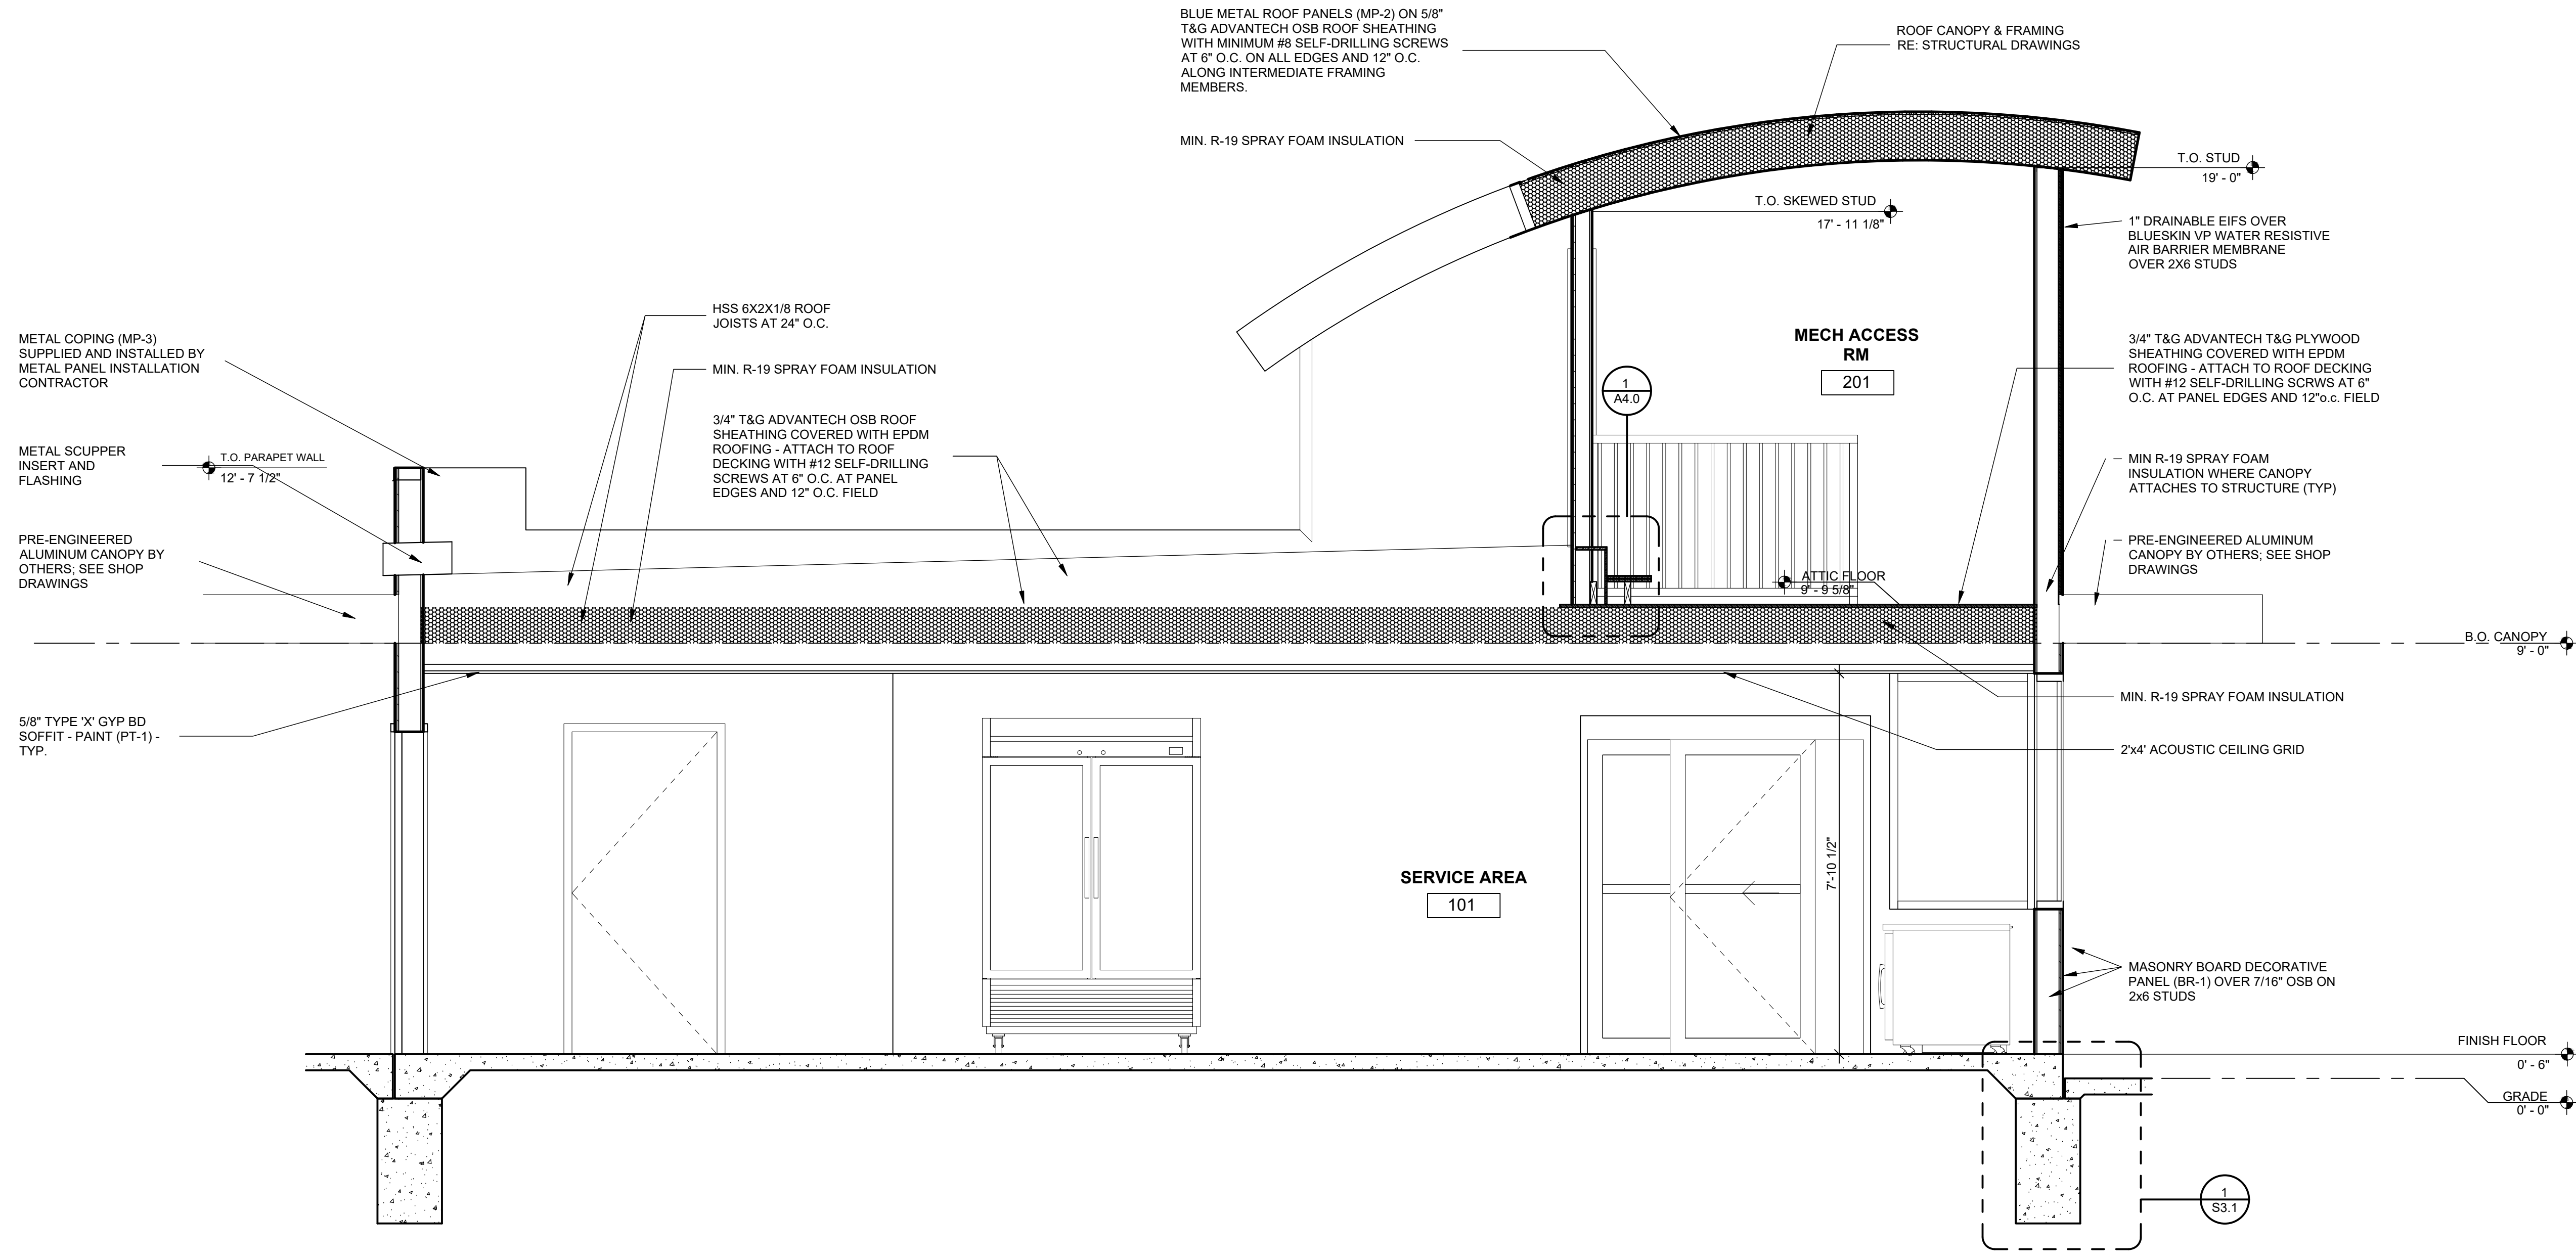 BLUE METAL ROOF PANELS (MP-2) ON 5/8"
T&G ADVANTECH OSB ROOF SHEATHING
WITH MINIMUM #8 SELF-DRILLING SCREWS
AT 6" O.C. ON ALL EDGES AND 12" O.C.
ALONG INTERMEDIATE FRAMING
MEMBERS.
ROOF CANOPY & FRAMING
RE: STRUCTURAL DRAWINGS
MIN. R-19 SPRAY FOAM INSULATION
T.O. STUD
19' - 0"
T.O. SKEWED STUD
17' - 11 1/8"
1" DRAINABLE EIFS OVER
BLUESKIN VP WATER RESISTIVE
AIR BARRIER MEMBRANE
OVER 2X6 STUDS
HSS 6X2X1/8 ROOF
JOISTS AT 24" O.C.
METAL COPING (MP-3)
SUPPLIED AND INSTALLED BY
METAL PANEL INSTALLATION
CONTRACTOR
MIN. R-19 SPRAY FOAM INSULATION
MECH ACCESS
RM
201
3/4" T&G ADVANTECH T&G PLYWOOD
SHEATHING COVERED WITH EPDM
ROOFING - ATTACH TO ROOF DECKING
WITH #12 SELF-DRILLING SCRWS AT 6"
O.C. AT PANEL EDGES AND 12"o.c. FIELD
1
A4.0
3/4" T&G ADVANTECH OSB ROOF
SHEATHING COVERED WITH EPDM
ROOFING - ATTACH TO ROOF
DECKING WITH #12 SELF-DRILLING
SCREWS AT 6" O.C. AT PANEL
EDGES AND 12" O.C. FIELD
METAL SCUPPER
INSERT AND
FLASHING
T.O. PARAPET WALL
12' - 7 1/2"
MIN R-19 SPRAY FOAM
INSULATION WHERE CANOPY
ATTACHES TO STRUCTURE (TYP)
PRE-ENGINEERED
ALUMINUM CANOPY BY
OTHERS; SEE SHOP
DRAWINGS
PRE-ENGINEERED ALUMINUM
CANOPY BY OTHERS; SEE SHOP
DRAWINGS
ATTIC FLOOR
9' - 9 5/8"
B.O. CANOPY
9' - 0"
MIN. R-19 SPRAY FOAM INSULATION
5/8" TYPE 'X' GYP BD
SOFFIT - PAINT (PT-1) -
TYP.
2'x4' ACOUSTIC CEILING GRID
7'-10 1/2"
SERVICE AREA
101
MASONRY BOARD DECORATIVE
PANEL (BR-1) OVER 7/16" OSB ON
2x6 STUDS
FINISH FLOOR
0' - 6"
GRADE
0' - 0"
1
S3.1